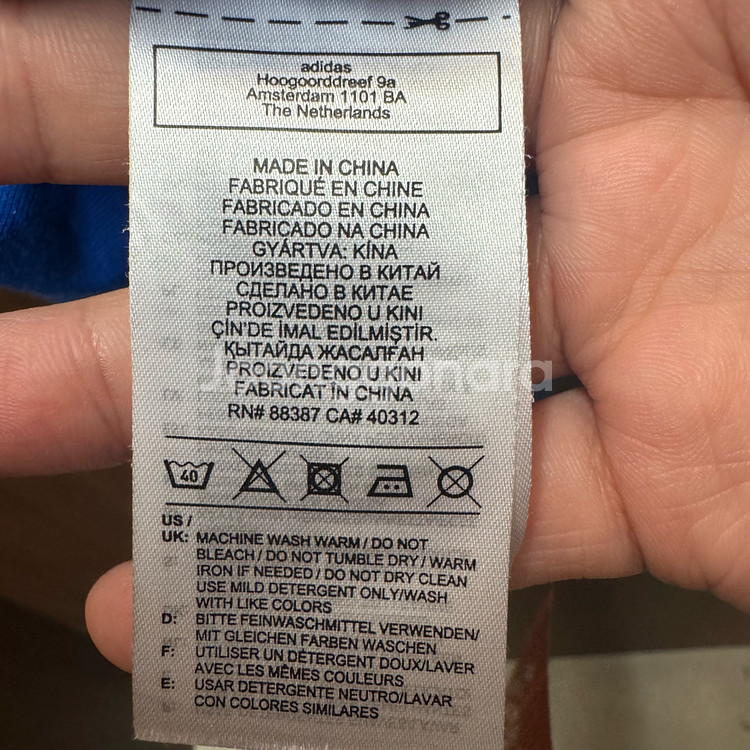 adidas
Hoogoorddreef 9a
Amsterdam 1101 BA
The Netherlands
MADE IN CHINA
FABRIQUÉ EN CHINE
FABRICADO EN CHINA
FABRICADO NA CHINA
GYÁRTVA: KÍNA
ПРОИЗВЕДЕНО В КИТАЙ
СДЕЛАНО В КИТАЕ
PROIZVEDENO U KINI
ÇİN'DE İMAL EDİLMİŞTİR.
ҚЫТАЙДА ЖАСАЛҒАН
PROIZVEDENO U KINI
FABRICAT ÎN CHINA
RN# 88387 CA# 40312
40
US /
UK: MACHINE WASH WARM / DO NOT
BLEACH / DO NOT TUMBLE DRY / WARM
IRON IF NEEDED / DO NOT DRY CLEAN
USE MILD DETERGENT ONLY/WASH
WITH LIKE COLORS
D: BITTE FEINWASCHMITTEL VERWENDEN/
MIT GLEICHEN FARBEN WASCHEN
F: UTILISER UN DÉTERGENT DOUX/LAVER
AVEC LES MÊMES COULEURS
E: USAR DETERGENTE NEUTRO/LAVAR
CON COLORES SIMILARES